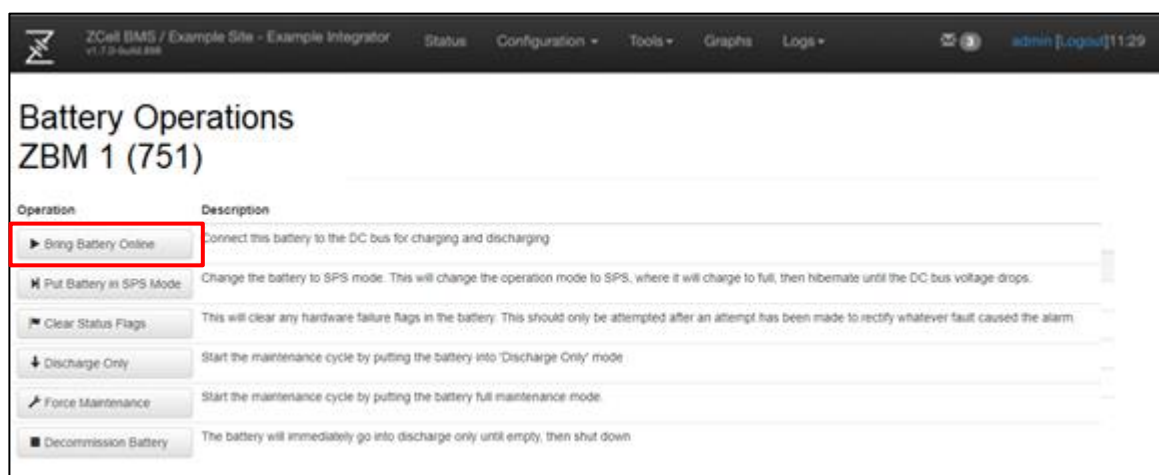 ZCell BMS / Example Site - Example Integrator Status Configuration Tools Graphs Logs 3 admin [Logout]11:29
v1.7.0-build.898
Battery Operations
ZBM 1 (751)
Operation Description
Bring Battery Online Connect this battery to the DC bus for charging and discharging
Put Battery in SPS Mode Change the battery to SPS mode. This will change the operation mode to SPS, where it will charge to full, then hibernate until the DC bus voltage drops.
Clear Status Flags This will clear any hardware failure flags in the battery. This should only be attempted after an attempt has been made to rectify whatever fault caused the alarm
Discharge Only Start the maintenance cycle by putting the battery into 'Discharge Only' mode
Force Maintenance Start the maintenance cycle by putting the battery full maintenance mode.
Decommission Battery The battery will immediately go into discharge only until empty, then shut down